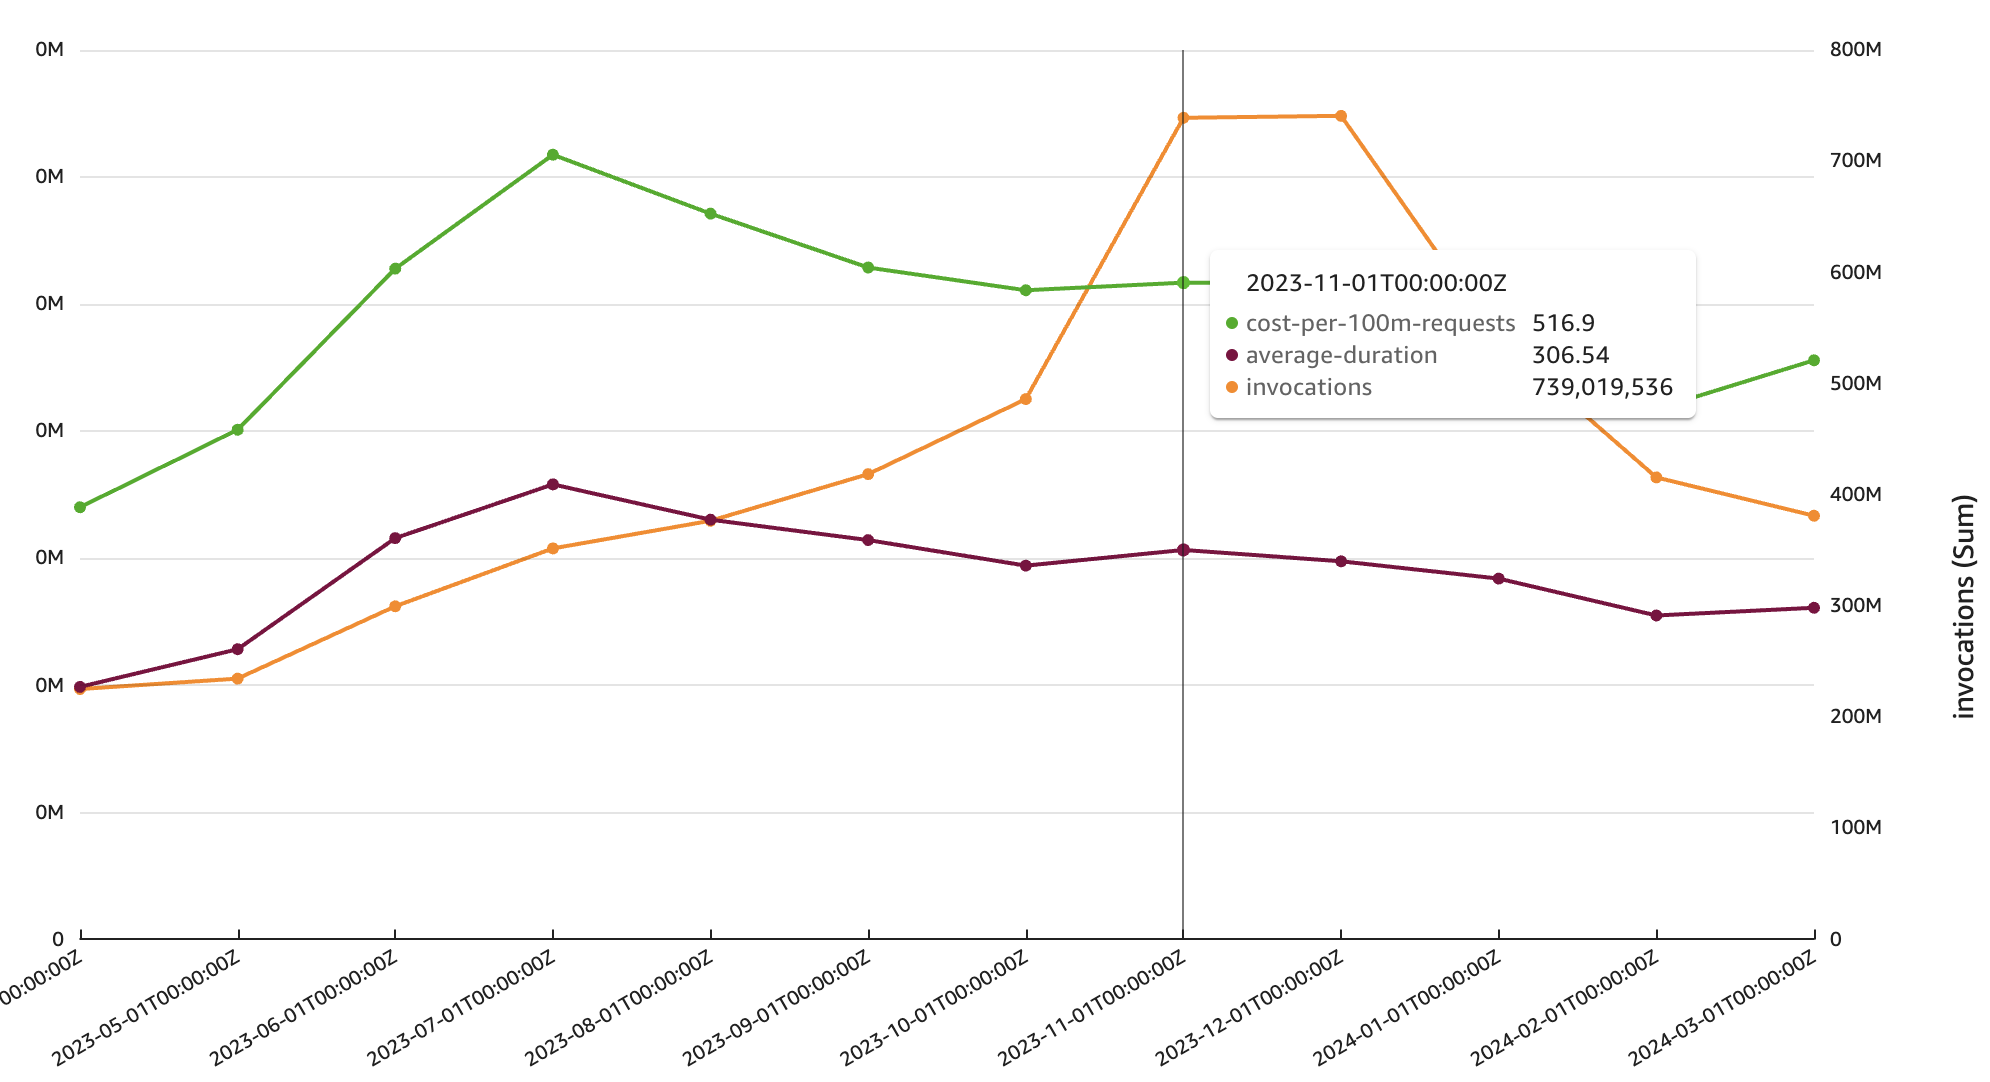 0M
0M
0M
0M
0M
0M
0M
0
800M
700M
600M
500M
400M
300M
200M
100M
0
invocations (Sum)
2023-11-01T00:00:00Z
cost-per-100m-requests 516.9
average-duration 306.54
invocations 739,019,536
00:00:00Z
2023-05-01T00:00:00Z
2023-06-01T00:00:00Z
2023-07-01T00:00:00Z
2023-08-01T00:00:00Z
2023-09-01T00:00:00Z
2023-10-01T00:00:00Z
2023-11-01T00:00:00Z
2023-12-01T00:00:00Z
2024-01-01T00:00:00Z
2024-02-01T00:00:00Z
2024-03-01T00:00:00Z